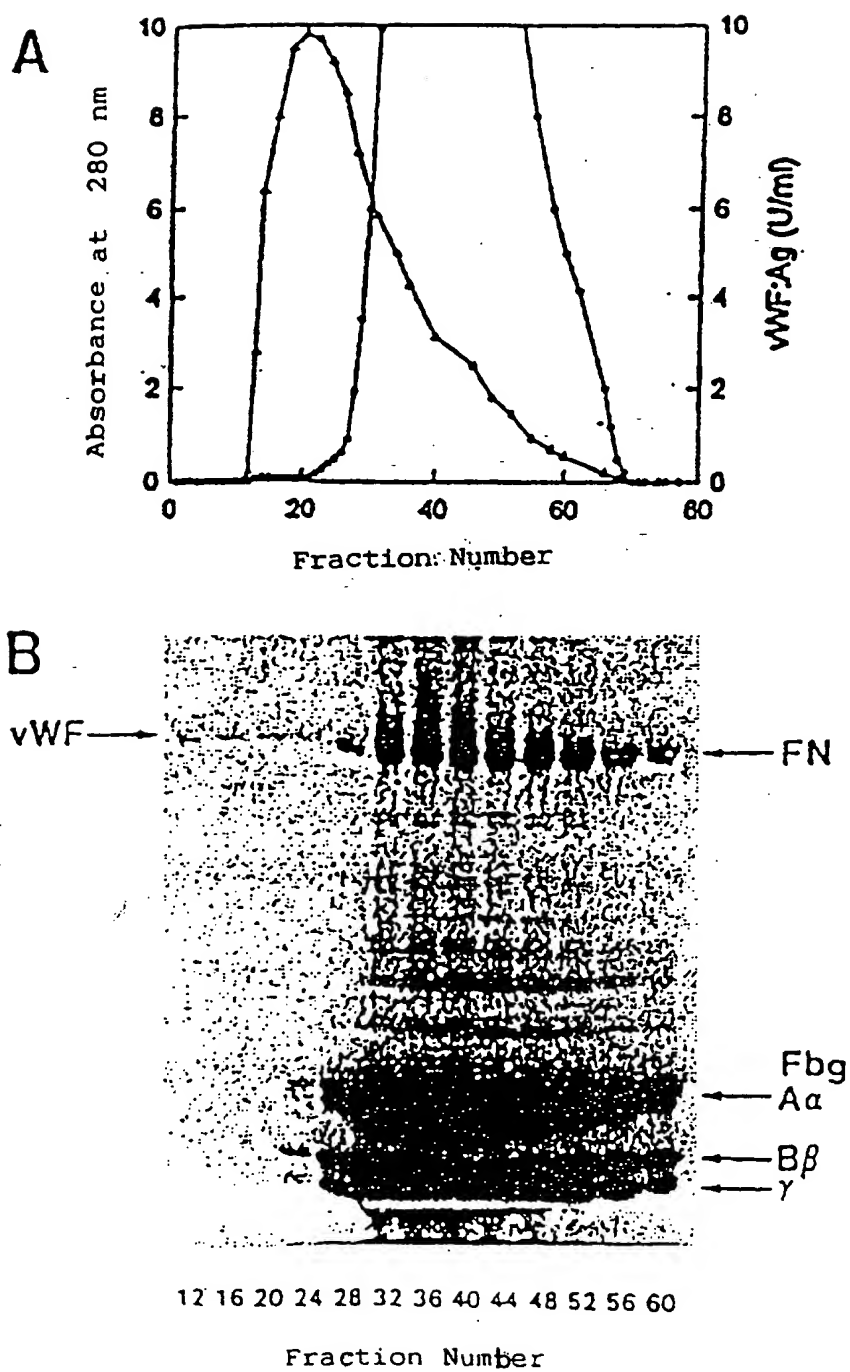 A
Absorbance at 280 nm
vWF:Ag (U/ml)
10
8
6
4
2
0
10
8
6
4
2
0
0 20 40 60 80
Fraction Number
B
vWF
FN
Fbg
Aα
Bβ
γ
12 16 20 24 28 32 36 40 44 48 52 56 60
Fraction Number